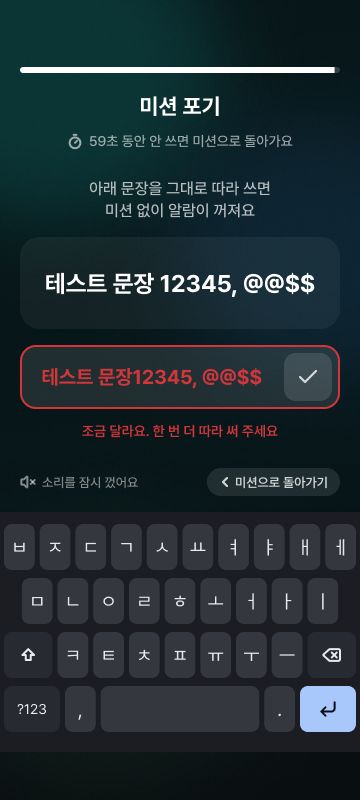 미션 포기
59초 동안 안 쓰면 미션으로 돌아가요
아래 문장을 그대로 따라 쓰면
미션 없이 알람이 꺼져요
테스트 문장 12345, @@$$
테스트 문장12345, @@$$
조금 달라요. 한 번 더 따라 써 주세요
소리를 잠시 껐어요
미션으로 돌아가기
ㅂ ㅈ ㄷ ㄱ ㅅ ㅛ ㅕ ㅑ ㅐ ㅔ
ㅁ ㄴ ㅇ ㄹ ㅎ ㅗ ㅓ ㅏ ㅣ
ㅋ ㅌ ㅊ ㅍ ㅠ ㅜ ㅡ
?123 , .